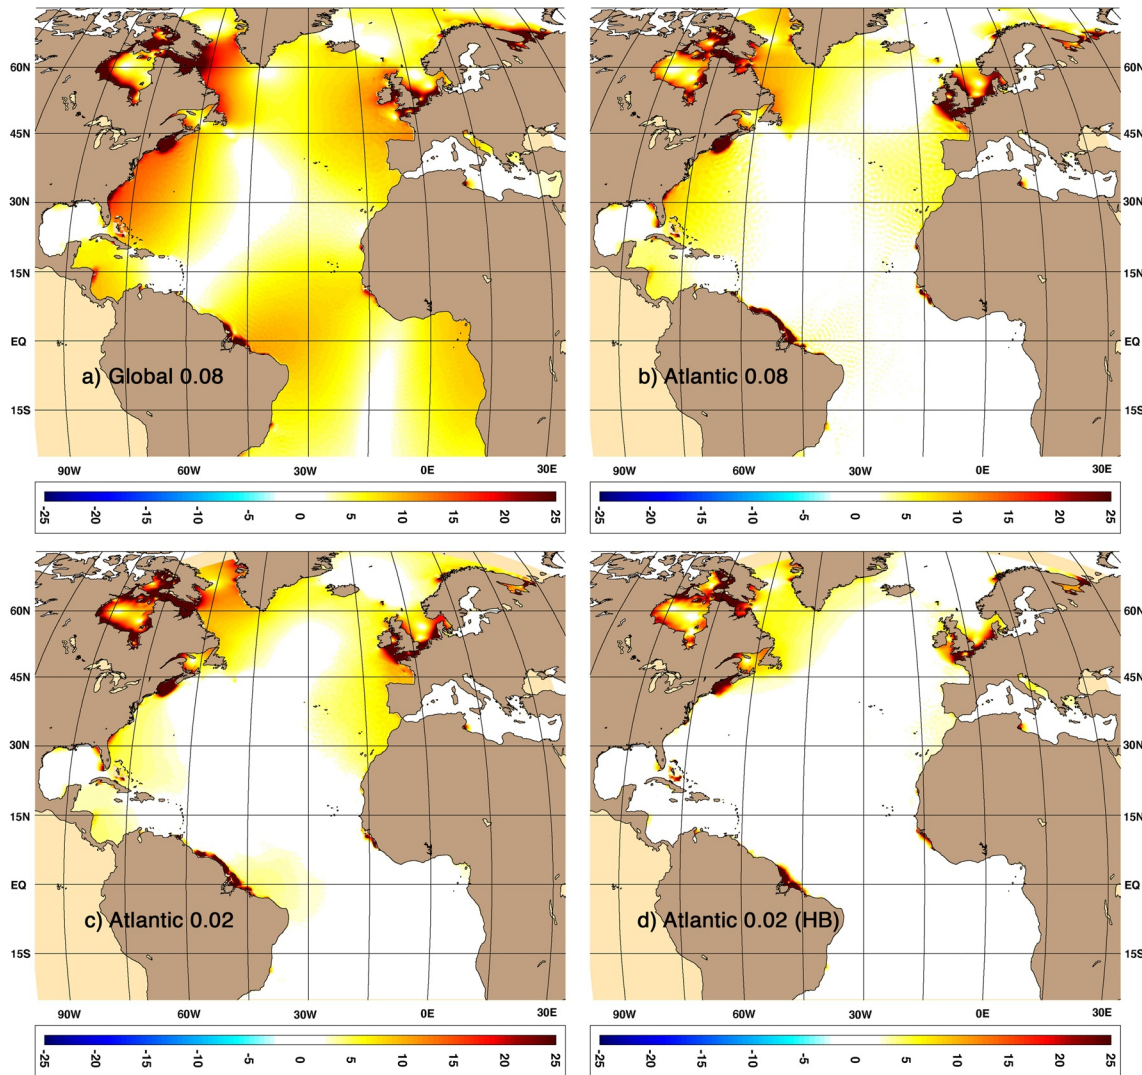 60N
45N
30N
15N
EQ
15S
a) Global 0.08
90W 60W 30W 0E 30E
-25 -20 -15 -10 -5 0 5 10 15 20 25
60N
45N
30N
15N
EQ
15S
b) Atlantic 0.08
90W 60W 30W 0E 30E
-25 -20 -15 -10 -5 0 5 10 15 20 25
60N
45N
30N
15N
EQ
15S
c) Atlantic 0.02
90W 60W 30W 0E 30E
-25 -20 -15 -10 -5 0 5 10 15 20 25
60N
45N
30N
15N
EQ
15S
d) Atlantic 0.02 (HB)
90W 60W 30W 0E 30E
-25 -20 -15 -10 -5 0 5 10 15 20 25